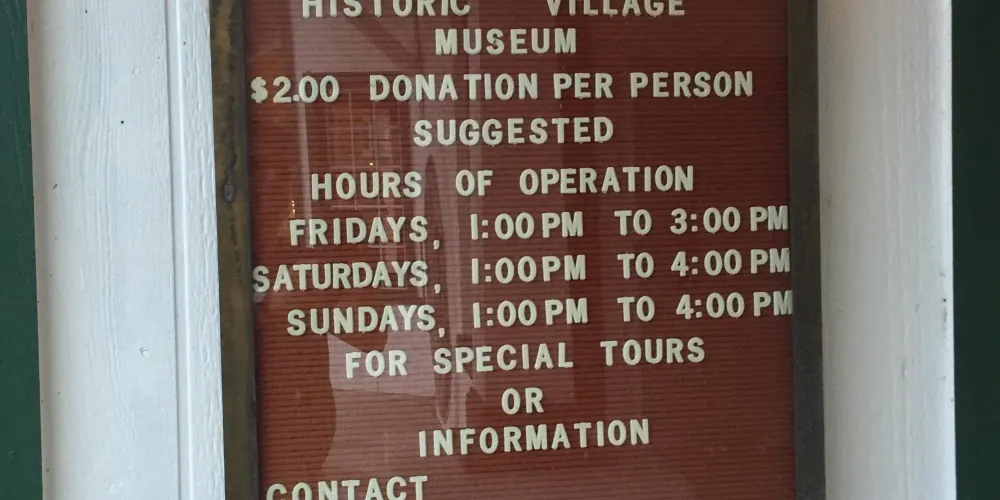 HISTORIC VILLAGE
MUSEUM
$2.00 DONATION PER PERSON
SUGGESTED
HOURS OF OPERATION
FRIDAYS, 1:00 PM TO 3:00 PM
SATURDAYS, 1:00 PM TO 4:00 PM
SUNDAYS, 1:00 PM TO 4:00 PM
FOR SPECIAL TOURS
OR
INFORMATION
CONTACT